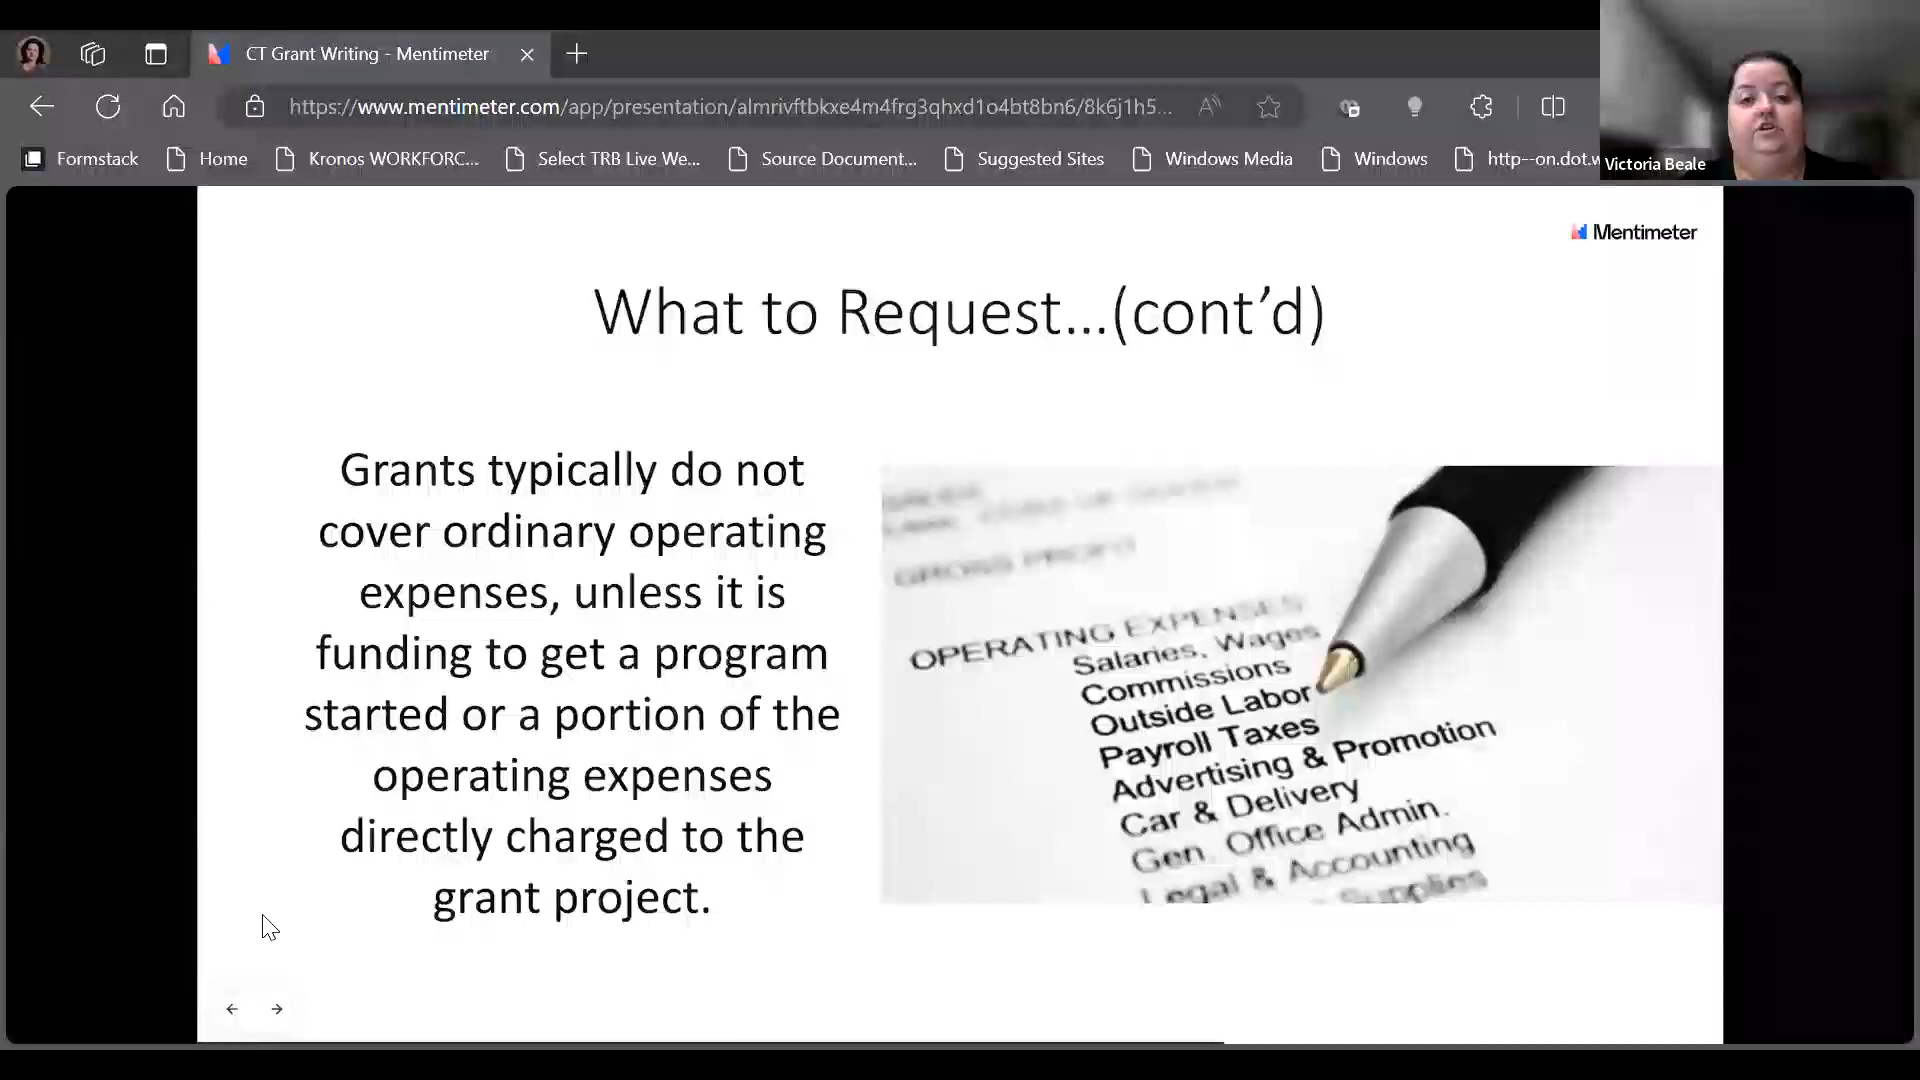 CT Grant Writing - Mentimeter
https://www.mentimeter.com/app/presentation/almrivftbkxe4m4frg3qhxd1o4bt8bn6/8k6j1h5...
Formstack Home Kronos WORKFORC... Select TRB Live We... Source Document... Suggested Sites Windows Media Windows http--on.dot.w
Victoria Beale
Mentimeter
What to Request...(cont’d)
Grants typically do not
cover ordinary operating
expenses, unless it is
funding to get a program
started or a portion of the
operating expenses
directly charged to the
grant project.
GROSS PROFIT
OPERATING EXPENSES
Salaries, Wages
Commissions
Outside Labor
Payroll Taxes
Advertising & Promotion
Car & Delivery
Gen. Office Admin.
Legal & Accounting
Supplies